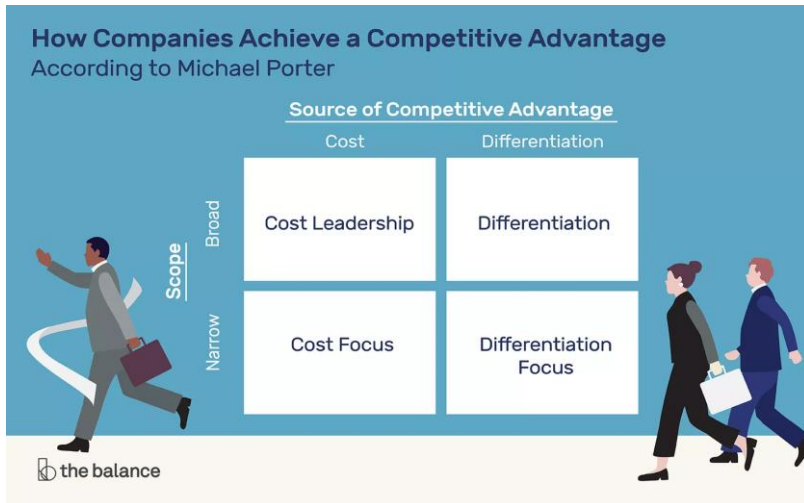 How Companies Achieve a Competitive Advantage
According to Michael Porter
Source of Competitive Advantage
Cost
Differentiation
Scope
Broad
Cost Leadership
Differentiation
Narrow
Cost Focus
Differentiation
Focus
the balance